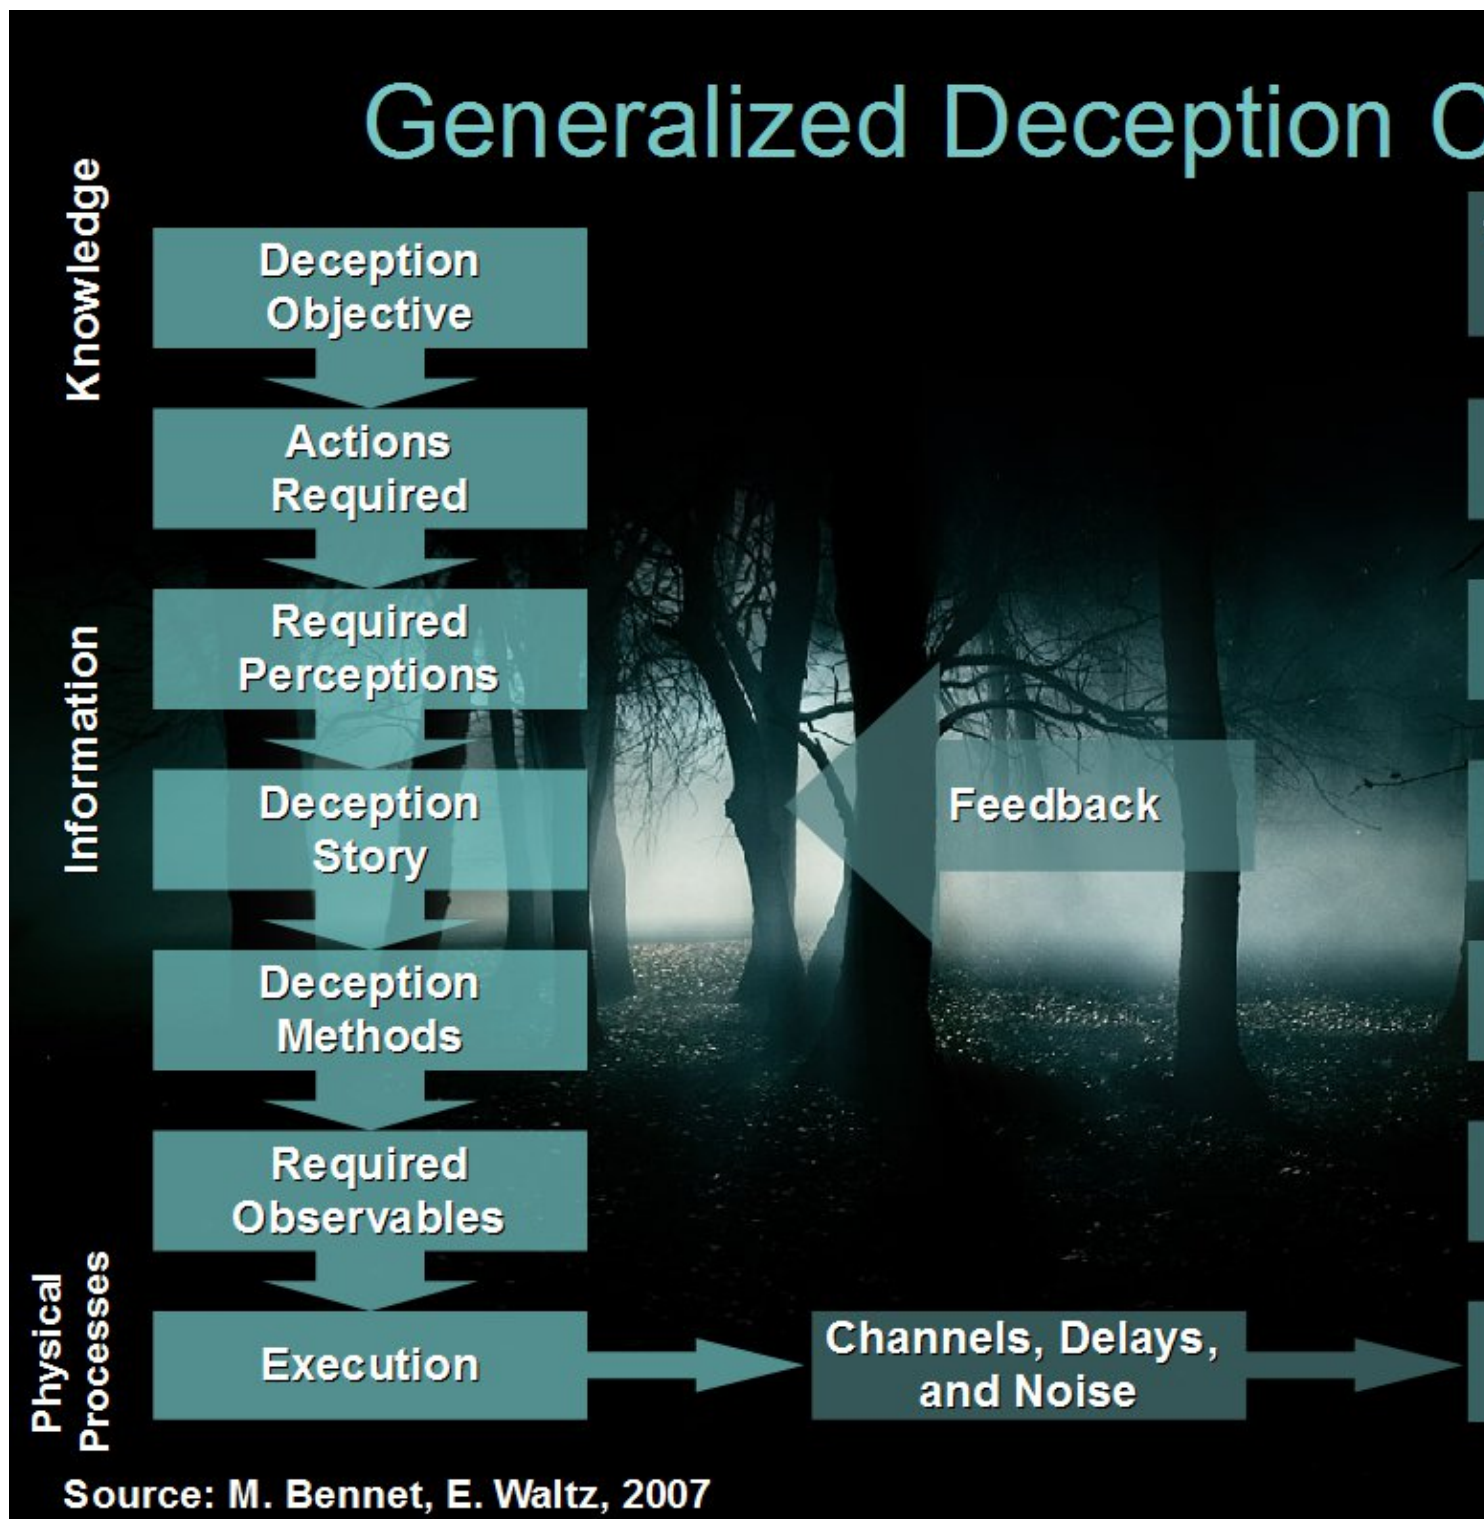 Generalized Deception
Knowledge
Deception
Objective
Actions
Required
Information
Required
Perceptions
Deception
Story
Feedback
Deception
Methods
Required
Observables
Physical
Processes
Execution
Channels, Delays,
and Noise
Source: M. Bennet, E. Waltz, 2007